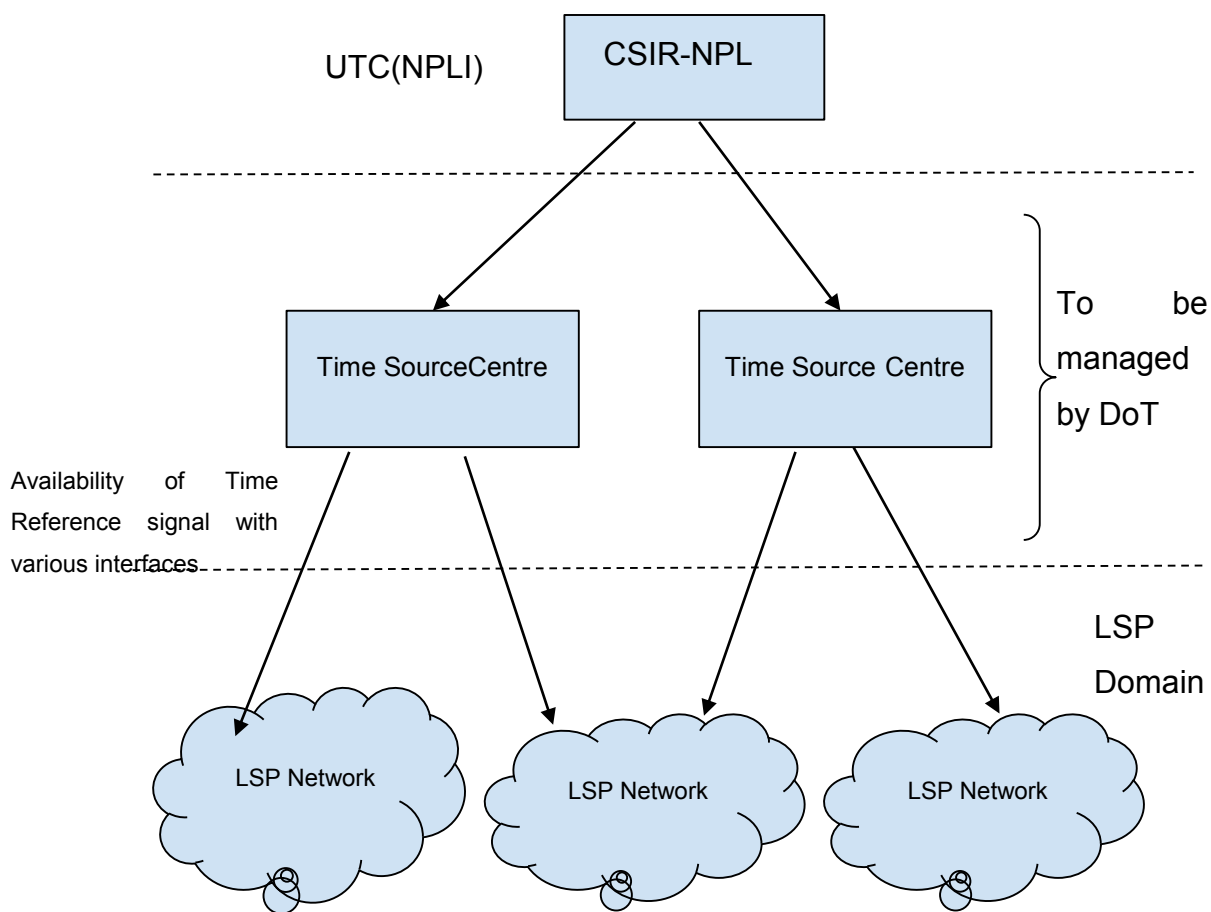 UTC(NPLI)
CSIR-NPL
Time SourceCentre
Time Source Centre
To be
managed
by DoT
Availability of Time
Reference signal with
various interfaces
LSP
Domain
LSP Network
LSP Network
LSP Network